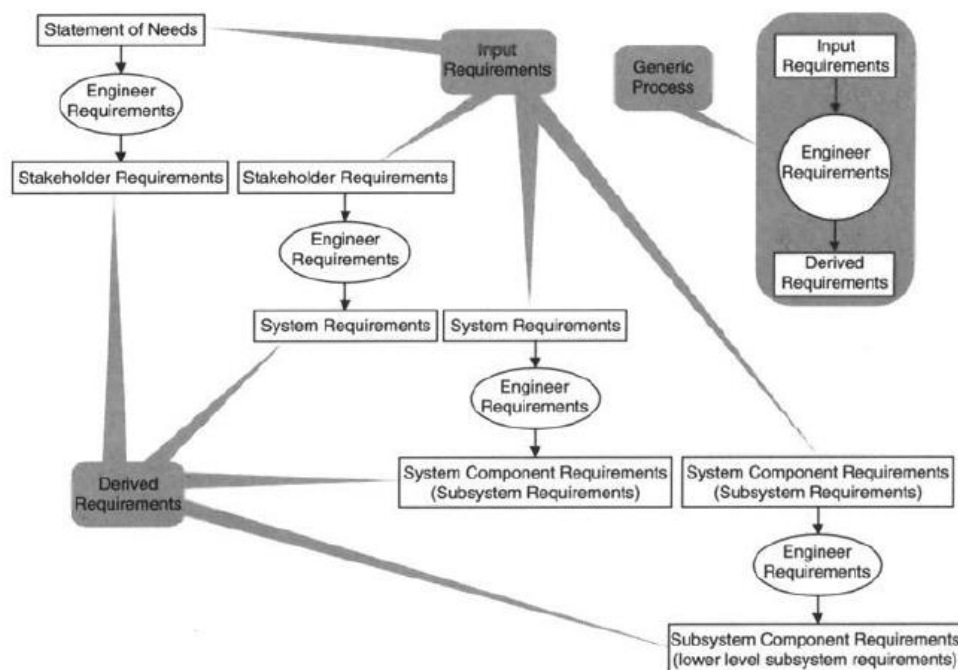 Statement of Needs
Engineer
Requirements
Stakeholder Requirements
Input
Requirements
Generic
Process
Input
Requirements
Engineer
Requirements
Derived
Requirements
Stakeholder Requirements
Engineer
Requirements
System Requirements
System Requirements
Engineer
Requirements
System Component Requirements
(Subsystem Requirements)
Derived
Requirements
System Component Requirements
(Subsystem Requirements)
Engineer
Requirements
Subsystem Component Requirements
(lower level subsystem requirements)